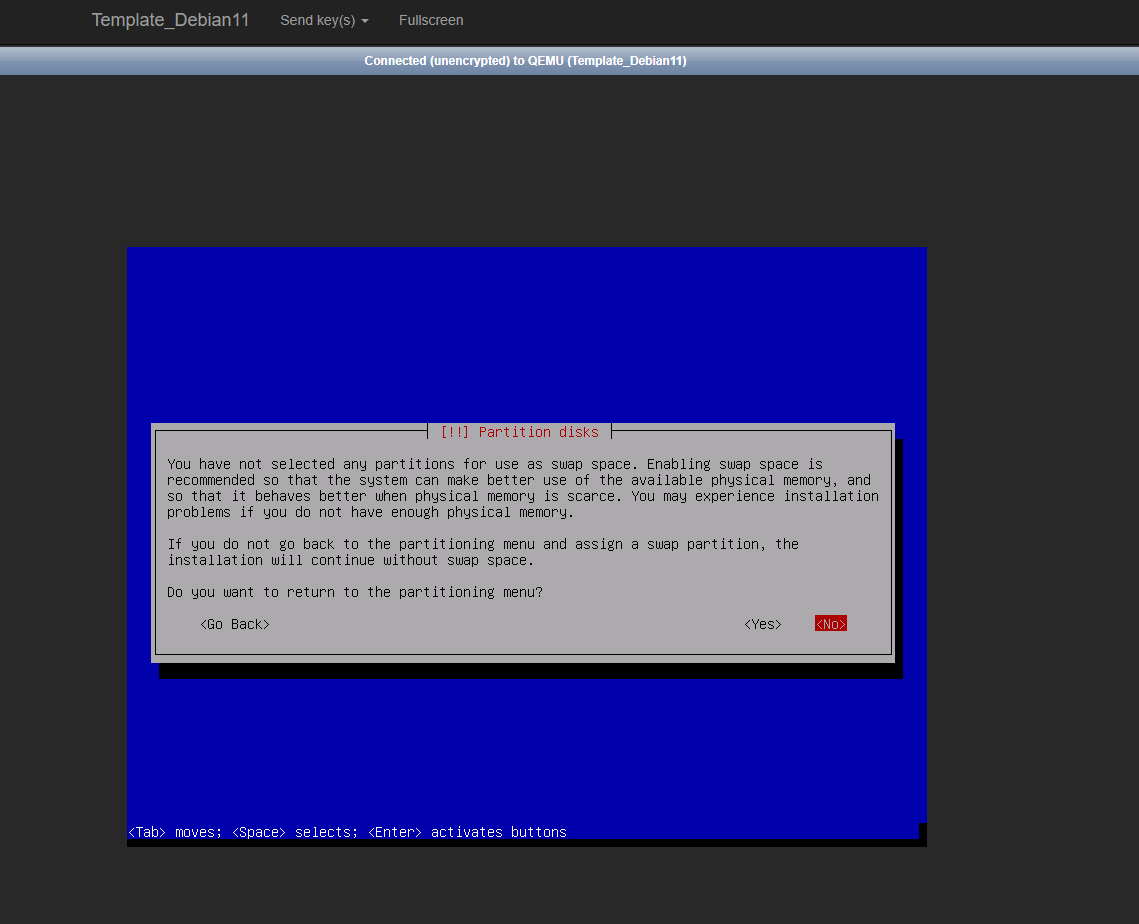 Template_Debian11 Send key(s) Fullscreen
Connected (unencrypted) to QEMU (Template_Debian11)
[!!] Partition disks
You have not selected any partitions for use as swap space. Enabling swap space is
recommended so that the system can make better use of the available physical memory, and
so that it behaves better when physical memory is scarce. You may experience installation
problems if you do not have enough physical memory.
If you do not go back to the partitioning menu and assign a swap partition, the
installation will continue without swap space.
Do you want to return to the partitioning menu?
<Go Back> <Yes> <No>
<Tab> moves; <Space> selects; <Enter> activates buttons